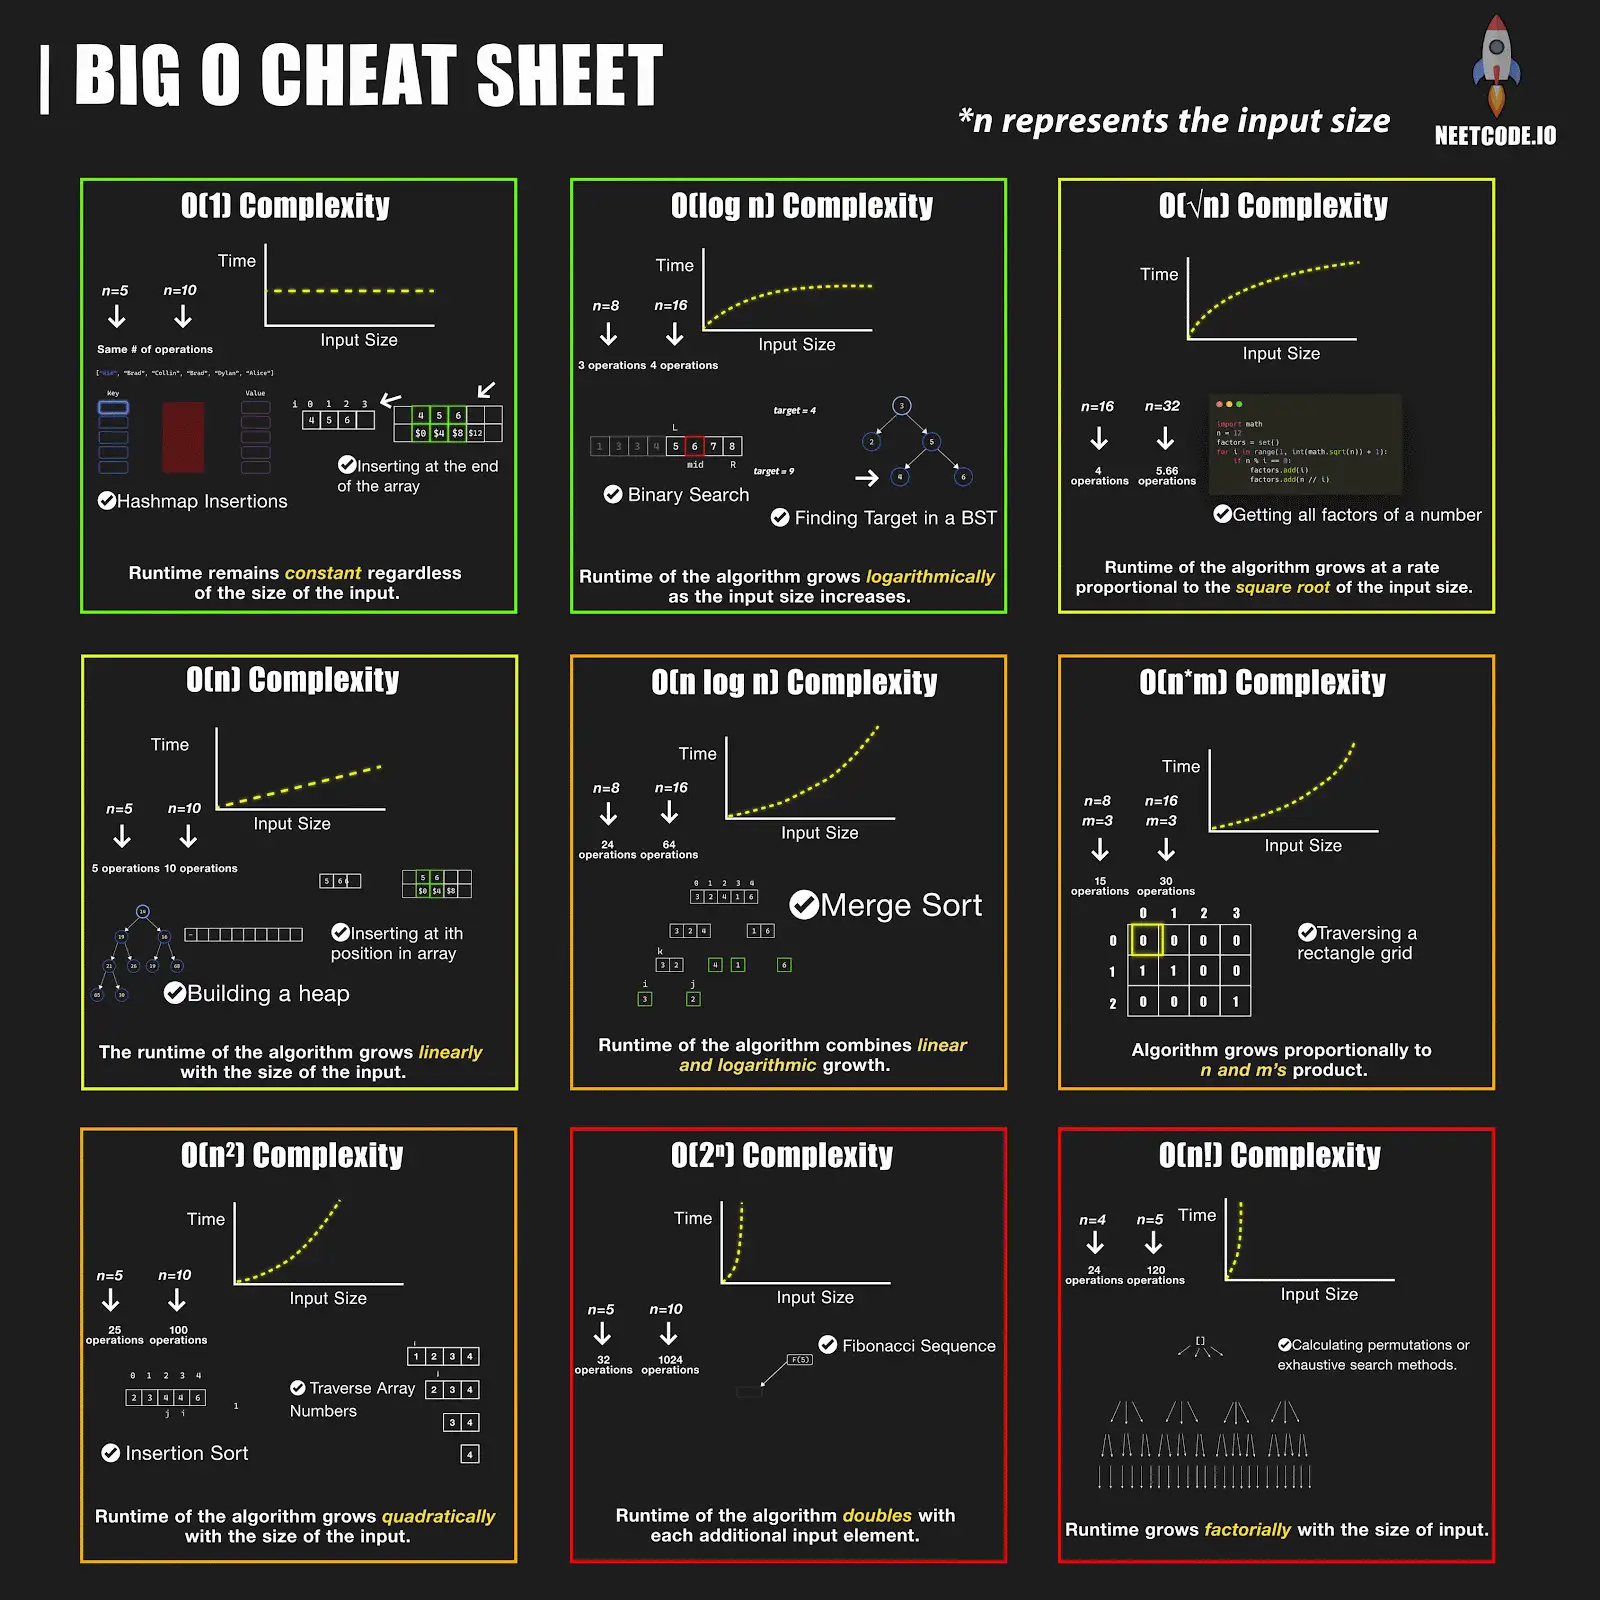 | BIG O CHEAT SHEET
*n represents the input size
NEETCODE.IO
O(1) Complexity
Time
n=5 n=10
Input Size
Same # of operations
"Brad", "Collin", "Brad", "Dylan", "Alice"]
Key Value
i 0 1 2 3
4 5 6
4 5 6
$0 $4 $8 $12
Inserting at the end
of the array
Hashmap Insertions
Runtime remains constant regardless
of the size of the input.
O(log n) Complexity
Time
n=8 n=16
Input Size
3 operations 4 operations
target = 4
3
2 5
4 6
L
1 3 3 4 5 6 7 8
mid R
target = 9
Binary Search
Finding Target in a BST
Runtime of the algorithm grows logarithmically
as the input size increases.
O(√n) Complexity
Time
Input Size
n=16 n=32
4 5.66
operations operations
import math
n = 12
factors = set()
for i in range(1, int(math.sqrt(n)) + 1):
if n % i == 0:
factors.add(i)
factors.add(n // i)
Getting all factors of a number
Runtime of the algorithm grows at a rate
proportional to the square root of the input size.
O(n) Complexity
Time
n=5 n=10
Input Size
5 operations 10 operations
5 6
5 6
$0 $4 $8
19 16
21 26 19 68
65 30
Inserting at ith
position in array
Building a heap
The runtime of the algorithm grows linearly
with the size of the input.
O(n log n) Complexity
Time
n=8 n=16
Input Size
24 64
operations operations
0 1 2 3 4
3 2 4 1 6
Merge Sort
3 2 4 1 6
k
3 2 4 1 6
i j
3 2
Runtime of the algorithm combines linear
and logarithmic growth.
O(n*m) Complexity
Time
n=8 n=16
m=3 m=3
Input Size
15 30
operations operations
0 1 2 3
0 0 0 0 0
1 1 1 0 0
2 0 0 0 1
Traversing a
rectangle grid
Algorithm grows proportionally to
n and m's product.
O(n²) Complexity
Time
n=5 n=10
Input Size
25 100
operations operations
1 2 3 4
j
2 3 4
3 4
4
0 1 2 3 4
2 3 4 4 6
j i
1
Traverse Array
Numbers
Insertion Sort
Runtime of the algorithm grows quadratically
with the size of the input.
O(2ⁿ) Complexity
Time
Input Size
n=5 n=10
32 1024
operations operations
Fibonacci Sequence
F(5)
Runtime of the algorithm doubles with
each additional input element.
O(n!) Complexity
n=4 n=5 Time
24 120
operations operations
Input Size
[]
Calculating permutations or
exhaustive search methods.
Runtime grows factorially with the size of input.